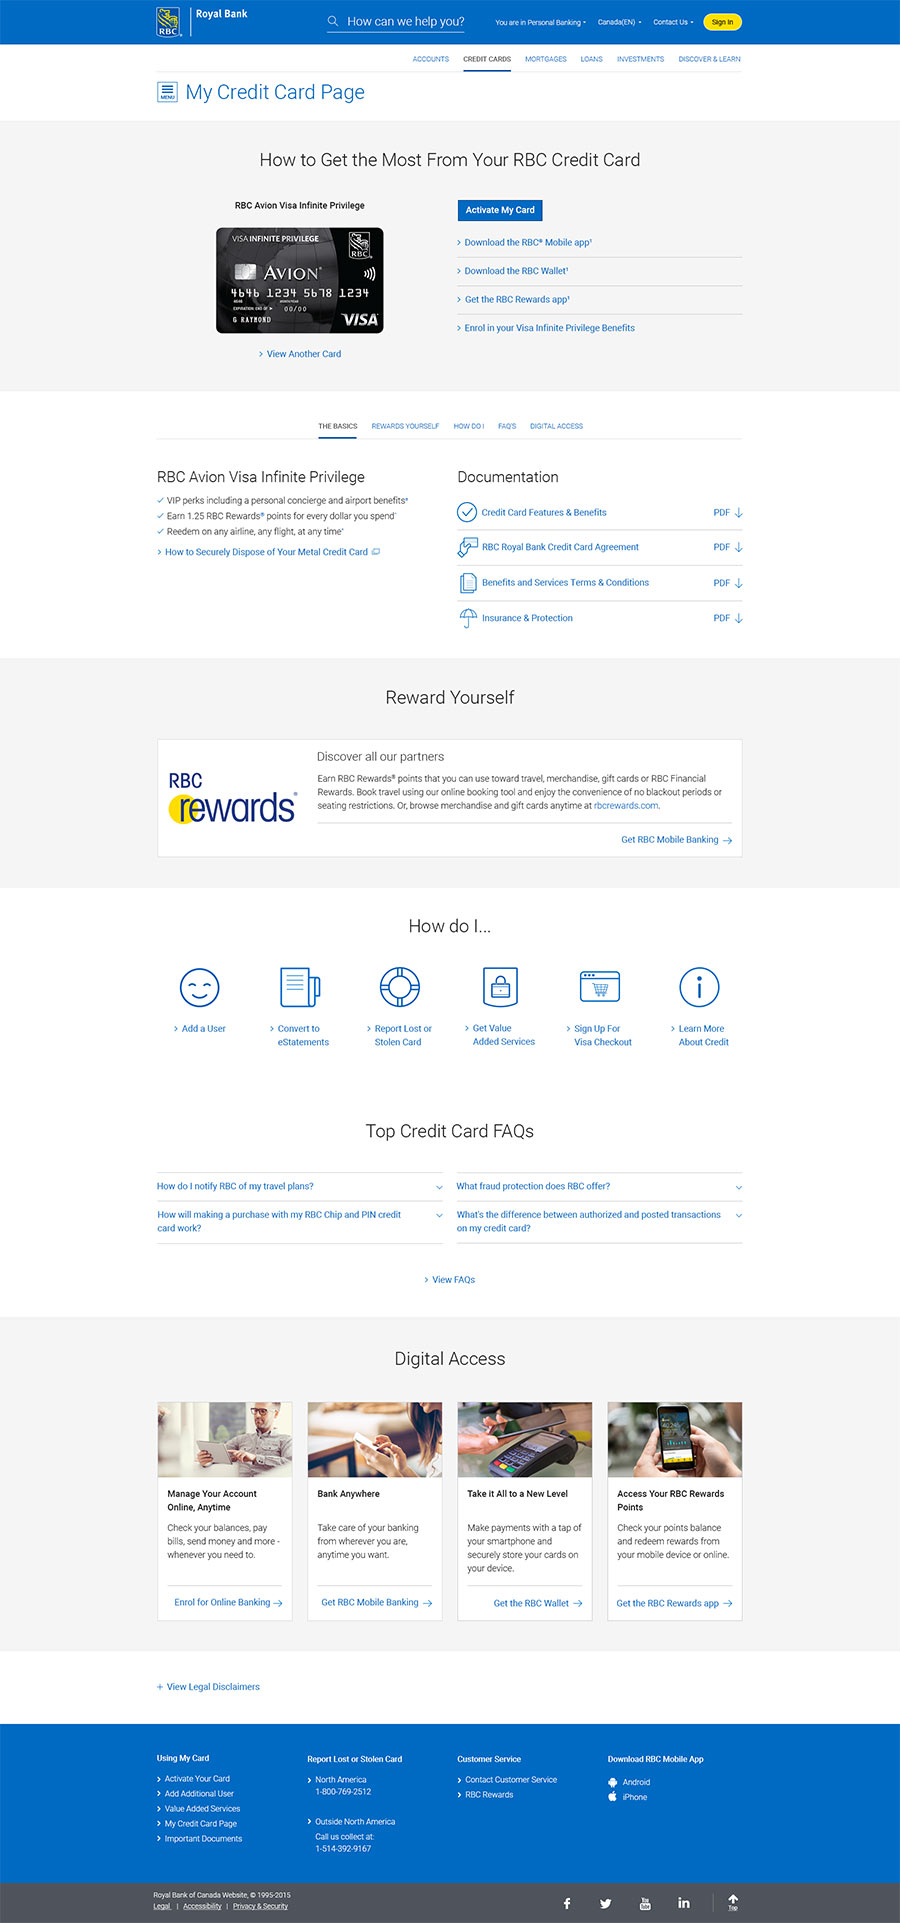 RBC
Royal Bank
How can we help you?
You are in Personal Banking
Canada(EN)
Contact Us
Sign In
ACCOUNTS
CREDIT CARDS
MORTGAGES
LOANS
INVESTMENTS
DISCOVER & LEARN
MENU
My Credit Card Page
How to Get the Most From Your RBC Credit Card
RBC Avion Visa Infinite Privilege
VISA INFINITE PRIVILEGE
RBC
AVION
4646 1234 5678 1234
4646
00/00
G RAYMOND
VISA
View Another Card
Activate My Card
Download the RBC® Mobile app¹
Download the RBC Wallet¹
Get the RBC Rewards app¹
Enrol in your Visa Infinite Privilege Benefits
THE BASICS
REWARDS YOURSELF
HOW DO I
FAQ'S
DIGITAL ACCESS
RBC Avion Visa Infinite Privilege
VIP perks including a personal concierge and airport benefits
Earn 1.25 RBC Rewards® points for every dollar you spend
Reedem on any airline, any flight, at any time
How to Securely Dispose of Your Metal Credit Card
Documentation
Credit Card Features & Benefits
PDF
RBC Royal Bank Credit Card Agreement
PDF
Benefits and Services Terms & Conditions
PDF
Insurance & Protection
PDF
Reward Yourself
RBC
rewards®
Discover all our partners
Earn RBC Rewards® points that you can use toward travel, merchandise, gift cards or RBC Financial
Rewards. Book travel using our online booking tool and enjoy the convenience of no blackout periods or
seating restrictions. Or, browse merchandise and gift cards anytime at rbcrewards.com.
Get RBC Mobile Banking
How do I...
Add a User
Convert to
eStatements
Report Lost or
Stolen Card
Get Value
Added Services
Sign Up For
Visa Checkout
Learn More
About Credit
Top Credit Card FAQs
How do I notify RBC of my travel plans?
How will making a purchase with my RBC Chip and PIN credit
card work?
What fraud protection does RBC offer?
What's the difference between authorized and posted transactions
on my credit card?
View FAQs
Digital Access
Manage Your Account
Online, Anytime
Check your balances, pay
bills, send money and more -
whenever you need to.
Enrol for Online Banking
Bank Anywhere
Take care of your banking
from wherever you are,
anytime you want.
Get RBC Mobile Banking
Take it All to a New Level
Make payments with a tap of
your smartphone and
securely store your cards on
your device.
Get the RBC Wallet
Access Your RBC Rewards
Points
Check your points balance
and redeem rewards from
your mobile device or online.
Get the RBC Rewards app
+ View Legal Disclaimers
Using My Card
Activate Your Card
Add Additional User
Value Added Services
My Credit Card Page
Important Documents
Report Lost or Stolen Card
North America
1-800-769-2512
Outside North America
Call us collect at:
1-514-392-9167
Customer Service
Contact Customer Service
RBC Rewards
Download RBC Mobile App
Android
iPhone
Royal Bank of Canada Website, © 1995-2015
Legal | Accessibility | Privacy & Security
You
Tube
in
Top